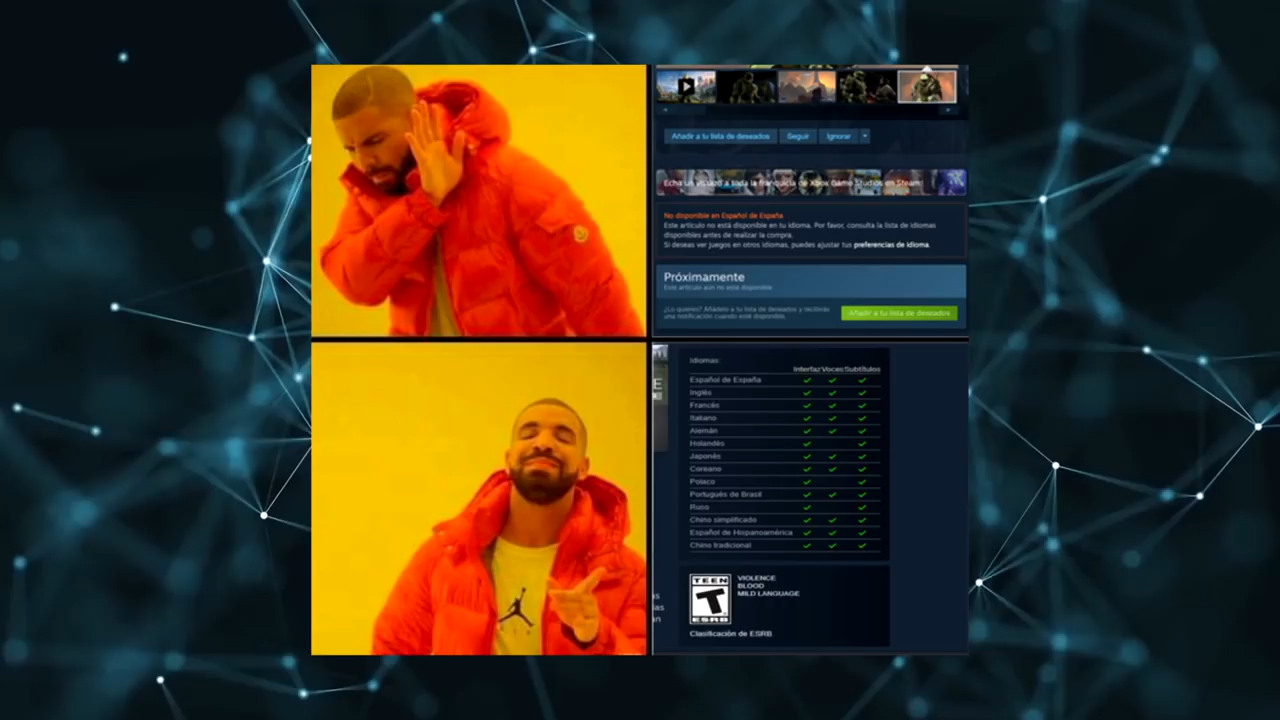 Añadir a tu lista de deseados Seguir Ignorar
Echa un vistazo a toda la franquicia de Xbox Game Studios en Steam!
No disponible en Español de España
Este artículo no está disponible en tu idioma. Por favor, consulta la lista de idiomas
disponibles antes de realizar la compra.
Si deseas ver juegos en otros idiomas, puedes ajustar tus preferencias de idioma.
Próximamente
Este artículo aún no está disponible
¿Lo quieres? Añádelo a tu lista de deseados y recibirás
una notificación cuando esté disponible.
Añadir a tu lista de deseados
E
Idiomas:
Interfaz Voces Subtítulos
Español de España
Inglés
Francés
Italiano
Alemán
Holandés
Japonés
Coreano
Polaco
Portugués de Brasil
Ruso
Chino simplificado
Español de Hispanoamérica
Chino tradicional
TEEN
T
ESRB
VIOLENCE
BLOOD
MILD LANGUAGE
Clasificación de ESRB
as
ias
ón